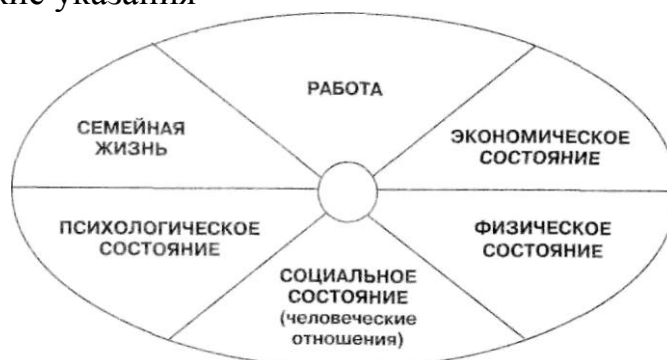 кие указания
РАБОТА
СЕМЕЙНАЯ
ЖИЗНЬ
ЭКОНОМИЧЕСКОЕ
СОСТОЯНИЕ
ПСИХОЛОГИЧЕСКОЕ
СОСТОЯНИЕ
ФИЗИЧЕСКОЕ
СОСТОЯНИЕ
СОЦИАЛЬНОЕ
СОСТОЯНИЕ
(человеческие
отношения)